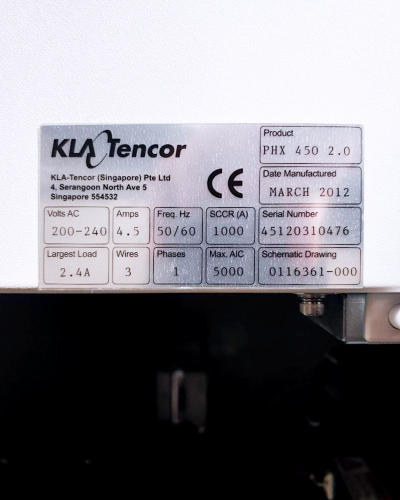 KLA Tencor
KLA-Tencor (Singapore) Pte Ltd
4, Serangoon North Ave 5
Singapore 554532
CE
Product
PHX 450 2.0
Date Manufactured
MARCH 2012
Volts AC Amps Freq. Hz SCCR (A) Serial Number
200-240 4.5 50/60 1000 45120310476
Largest Load Wires Phases Max. AIC Schematic Drawing
2.4A 3 1 5000 0116361-000